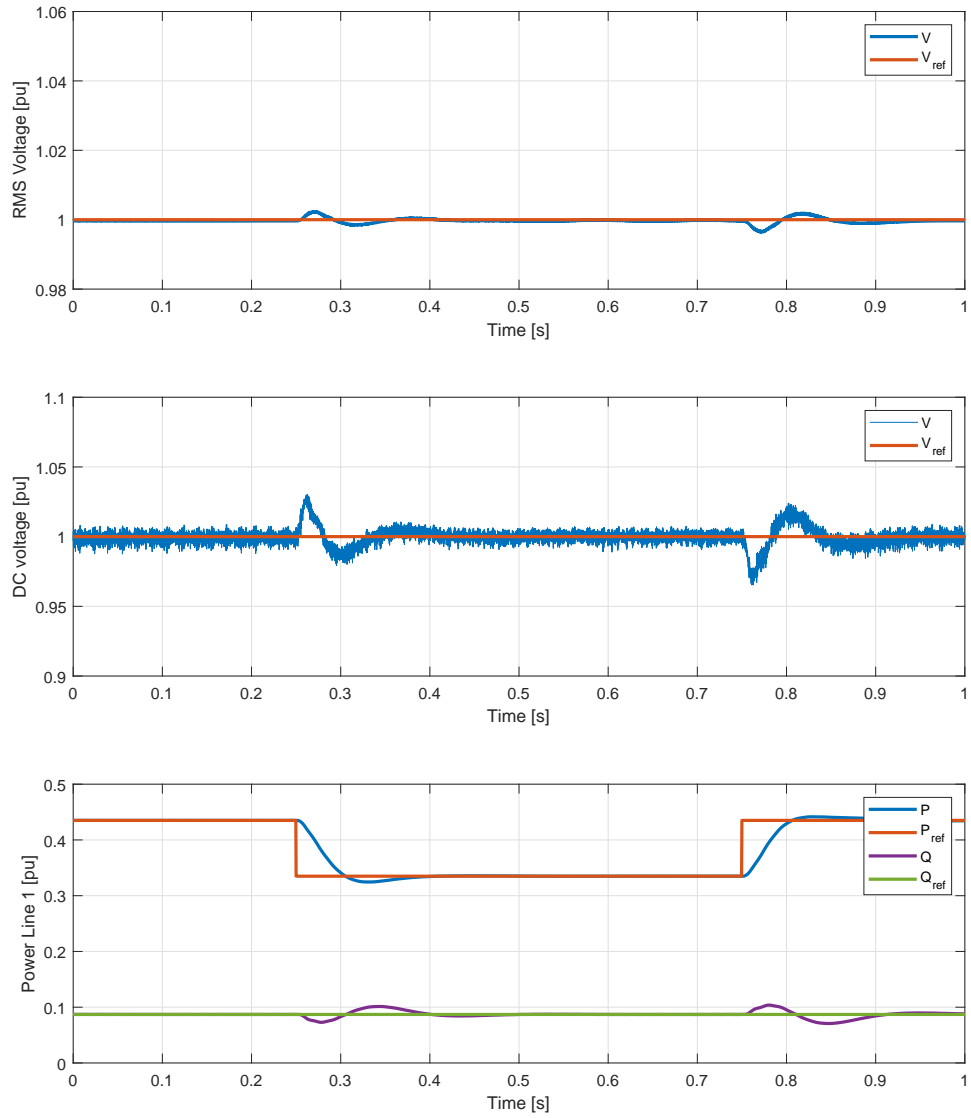 1.06
1.04
1.02
1
0.98
RMS Voltage [pu]
V
V ref
0 0.1 0.2 0.3 0.4 0.5 0.6 0.7 0.8 0.9 1
Time [s]
1.1
1.05
1
0.95
0.9
DC voltage [pu]
V
V ref
0 0.1 0.2 0.3 0.4 0.5 0.6 0.7 0.8 0.9 1
Time [s]
0.5
0.4
0.3
0.2
0.1
0
Power Line 1 [pu]
P
P ref
Q
Q ref
0 0.1 0.2 0.3 0.4 0.5 0.6 0.7 0.8 0.9 1
Time [s]